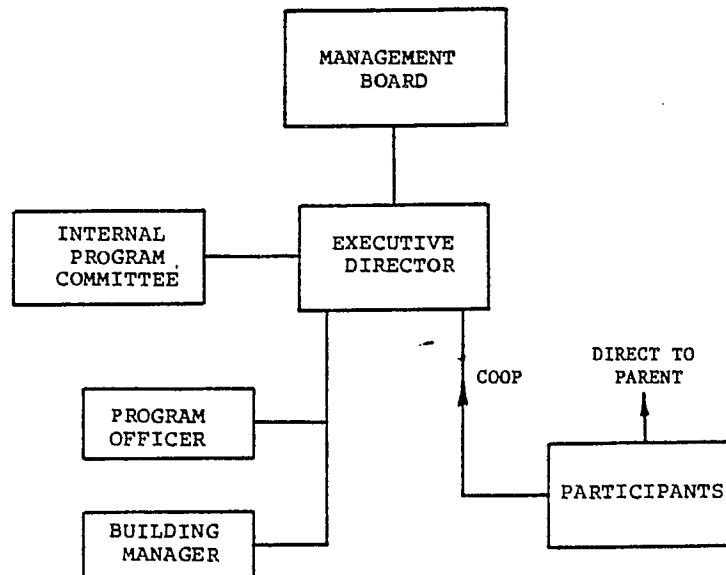 MANAGEMENT
BOARD
INTERNAL
PROGRAM
COMMITTEE
EXECUTIVE
DIRECTOR
DIRECT TO
PARENT
COOP
PROGRAM
OFFICER
PARTICIPANTS
BUILDING
MANAGER